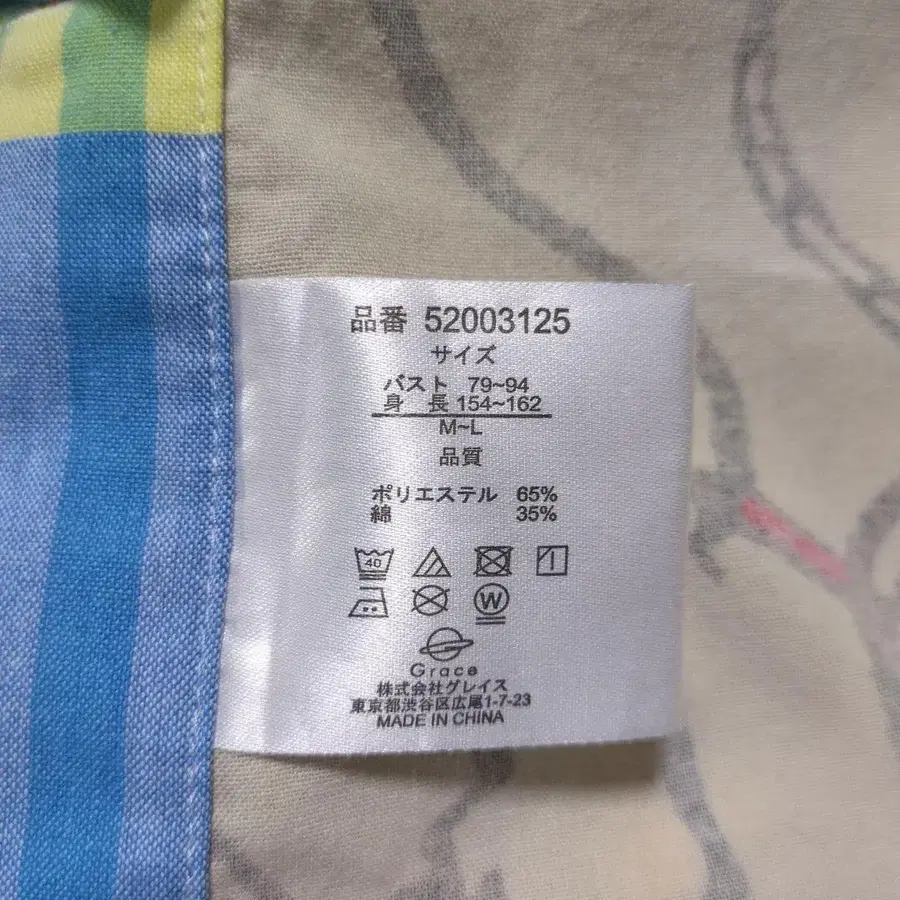 品番 52003125
サイズ
バスト 79~94
身 長 154~162
M~L
品質
ポリエステル 65%
綿 35%
40
W
Grace
株式会社グレイス
東京都渋谷区広尾1-7-23
MADE IN CHINA